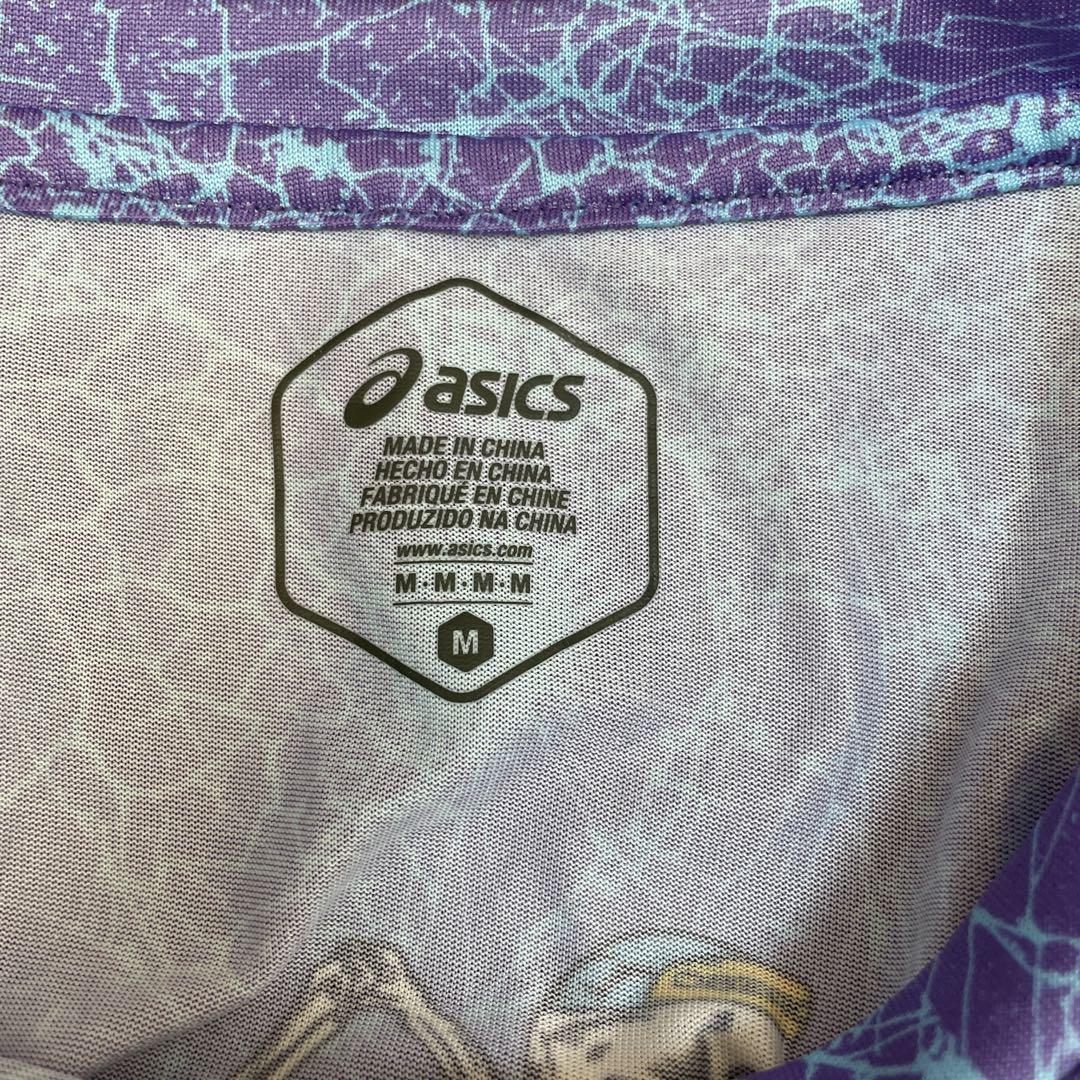 asics
MADE IN CHINA
HECHO EN CHINA
FABRIQUÉ EN CHINE
PRODUZIDO NA CHINA
www.asics.com
M·M·M·M
M